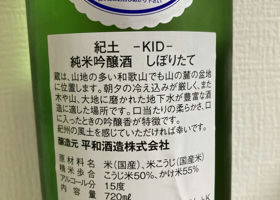 紀土 -KID-
純米吟醸酒 しぼりたて
蔵は、山地の多い和歌山でも山の麓の盆地
に位置します。朝夕の冷え込みが厳しく、また
木や山、大地に磨かれた地下水が豊富な酒
造に適した場所です。口当たりの柔らかさ、口
に入ったときの吟醸香が特徴です。
紀州の風土を感じていただければ幸いです。
醸造元 平和酒造株式会社
原材料名 米(国産)、米こうじ(国産米)
精米歩合 こうじ米50%、かけ米55%
アルコール分 15度
内容量 720ml